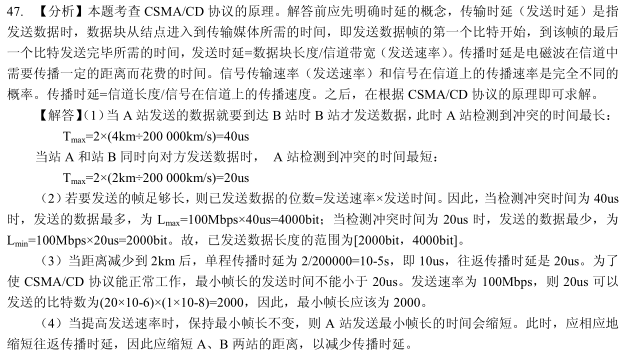 47. 【分析】本题考查 CSMA/CD 协议的原理。解答前应先明确时延的概念，传输时延（发送时延）是指
发送数据时，数据块从结点进入到传输媒体所需的时间，即发送数据帧的第一个比特开始，到该帧的最后
一个比特发送完毕所需的时间，发送时延=数据块长度/信道带宽（发送速率）。传播时延是电磁波在信道中
需要传播一定的距离而花费的时间。信号传输速率（发送速率）和信号在信道上的传播速率是完全不同的
概率。传播时延=信道长度/信号在信道上的传播速度。之后，在根据 CSMA/CD 协议的原理即可求解。
【解答】（1）当 A 站发送的数据就要到达 B 站时 B 站才发送数据，此时 A 站检测到冲突的时间最长：
Tmax=2×(4km÷200 000km/s)=40us
当站 A 和站 B 同时向对方发送数据时， A 站检测到冲突的时间最短：
Tmax=2×(2km÷200 000km/s)=20us
（2）若要发送的帧足够长，则已发送数据的位数=发送速率×发送时间。因此，当检测冲突时间为 40us
时，发送的数据最多，为 Lmax=100Mbps×40us=4000bit；当检测冲突时间为 20us 时，发送的数据最少，为
Lmin=100Mbps×20us=2000bit。故，已发送数据长度的范围为[2000bit，4000bit]。
（3）当距离减少到 2km 后，单程传播时延为 2/200000=10-5s，即 10us，往返传播时延是 20us。为了
使 CSMA/CD 协议能正常工作，最小帧长的发送时间不能小于 20us。发送速率为 100Mbps，则 20us 可以
发送的比特数为(20×10-6)×(1×10-8)=2000，因此，最小帧长应该为 2000。
（4）当提高发送速率时，保持最小帧长不变，则 A 站发送最小帧长的时间会缩短。此时，应相应地
缩短往返传播时延，因此应缩短 A、B 两站的距离，以减少传播时延。